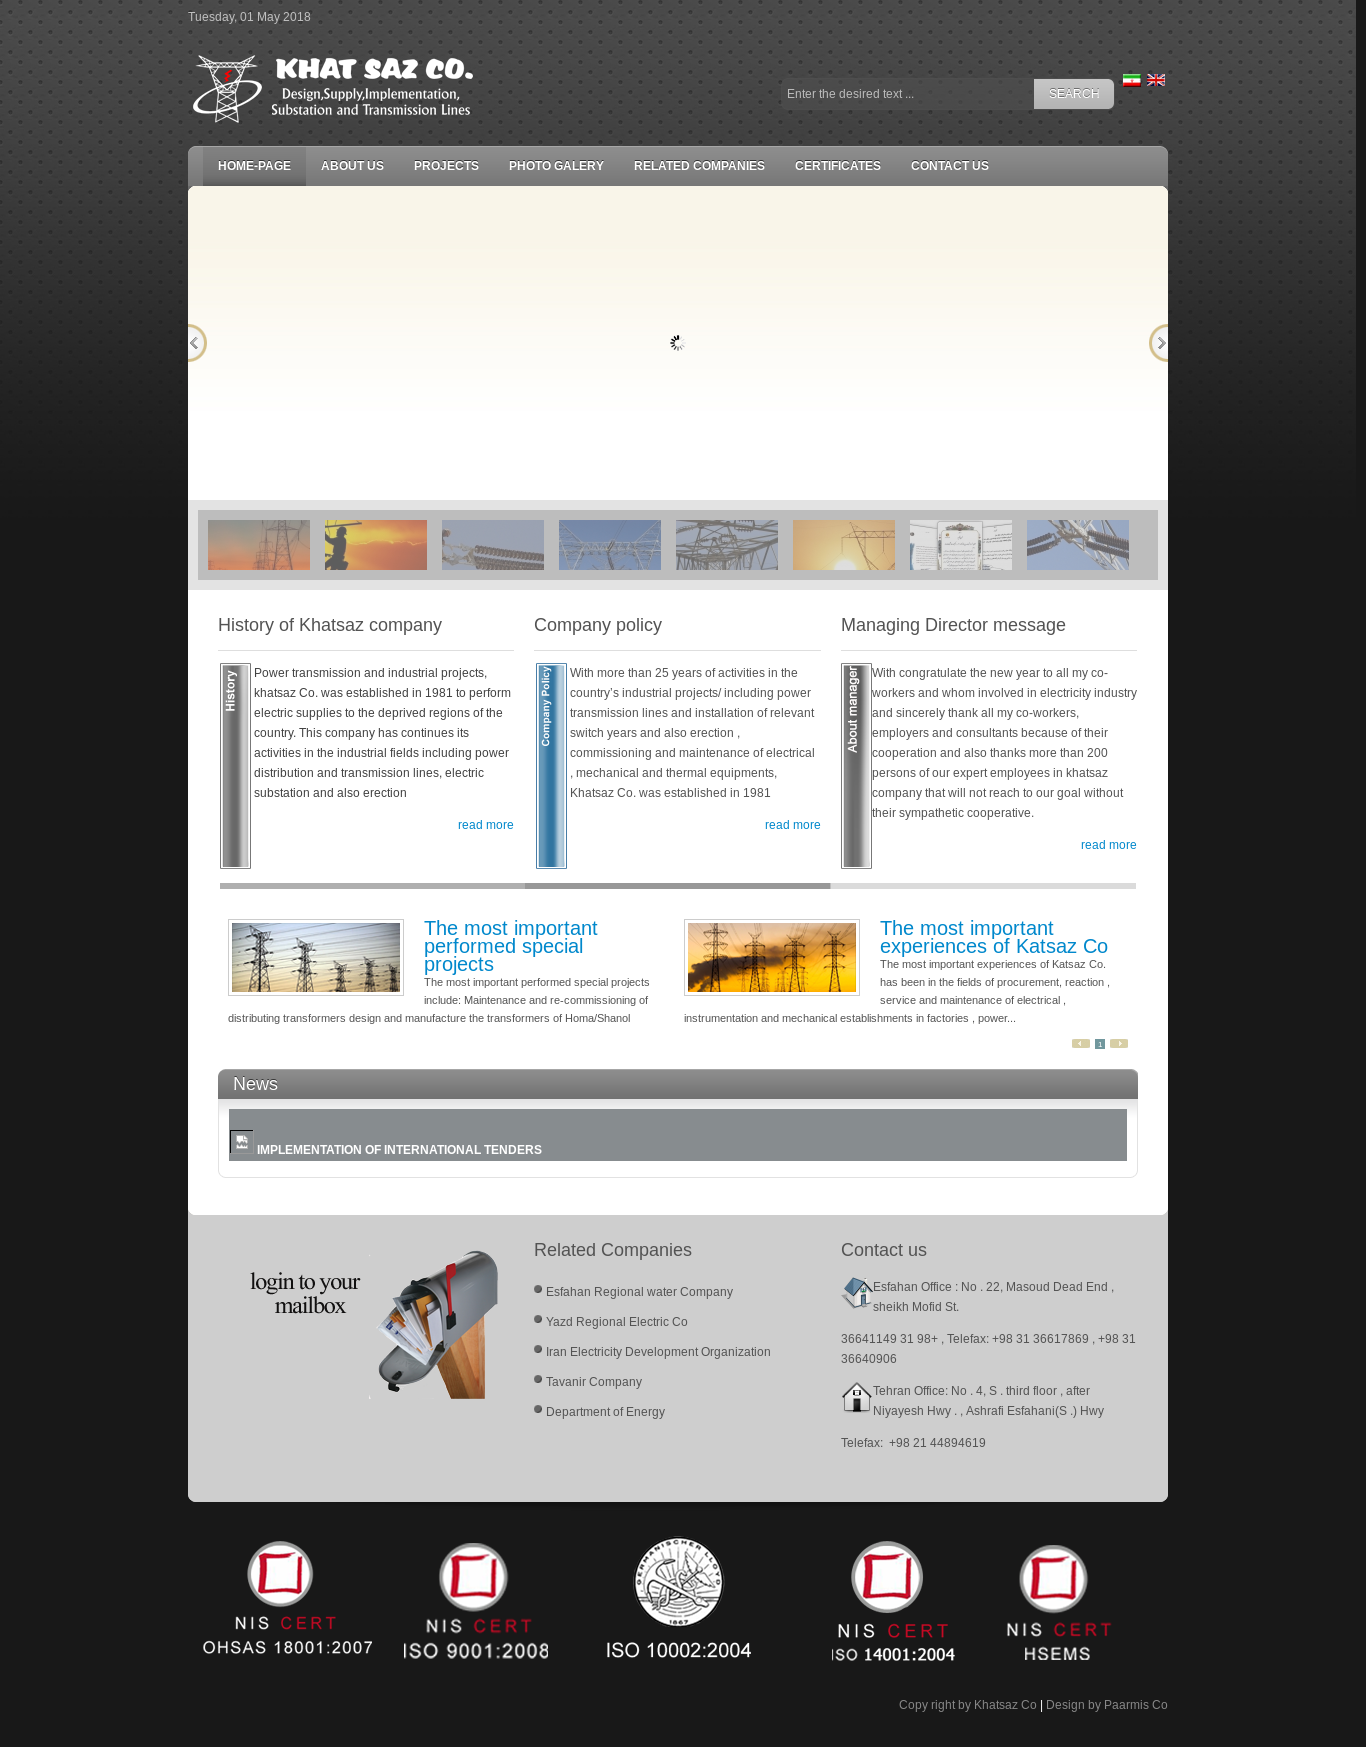 Tuesday, 01 May 2018
KHAT SAZ CO.
Design,Supply,Implementation,
Substation and Transmission Lines
Enter the desired text ...
SEARCH
HOME-PAGE ABOUT US PROJECTS PHOTO GALERY RELATED COMPANIES CERTIFICATES CONTACT US
History of Khatsaz company
History
Power transmission and industrial projects,
khatsaz Co. was established in 1981 to perform
electric supplies to the deprived regions of the
country. This company has continues its
activities in the industrial fields including power
distribution and transmission lines, electric
substation and also erection
read more
Company policy
Company Policy
With more than 25 years of activities in the
country’s industrial projects/ including power
transmission lines and installation of relevant
switch years and also erection ,
commissioning and maintenance of electrical
, mechanical and thermal equipments,
Khatsaz Co. was established in 1981
read more
Managing Director message
About manager
With congratulate the new year to all my co-
workers and whom involved in electricity industry
and sincerely thank all my co-workers,
employers and consultants because of their
cooperation and also thanks more than 200
persons of our expert employees in khatsaz
company that will not reach to our goal without
their sympathetic cooperative.
read more
The most important
performed special
projects
The most important performed special projects
include: Maintenance and re-commissioning of
distributing transformers design and manufacture the transformers of Homa/Shanol
The most important
experiences of Katsaz Co
The most important experiences of Katsaz Co.
has been in the fields of procurement, reaction ,
service and maintenance of electrical ,
instrumentation and mechanical establishments in factories , power...
1
News
IMPLEMENTATION OF INTERNATIONAL TENDERS
login to your
mailbox
Related Companies
Esfahan Regional water Company
Yazd Regional Electric Co
Iran Electricity Development Organization
Tavanir Company
Department of Energy
Contact us
Esfahan Office : No . 22, Masoud Dead End ,
sheikh Mofid St.
36641149 31 98+ , Telefax: +98 31 36617869 , +98 31
36640906
Tehran Office: No . 4, S . third floor , after
Niyayesh Hwy . , Ashrafi Esfahani(S .) Hwy
Telefax:  +98 21 44894619
NIS CERT
OHSAS 18001:2007
NIS CERT
ISO 9001:2008
GERMANISCHER LLOYD
1867
ISO 10002:2004
NIS CERT
ISO 14001:2004
NIS CERT
HSEMS
Copy right by Khatsaz Co | Design by Paarmis Co